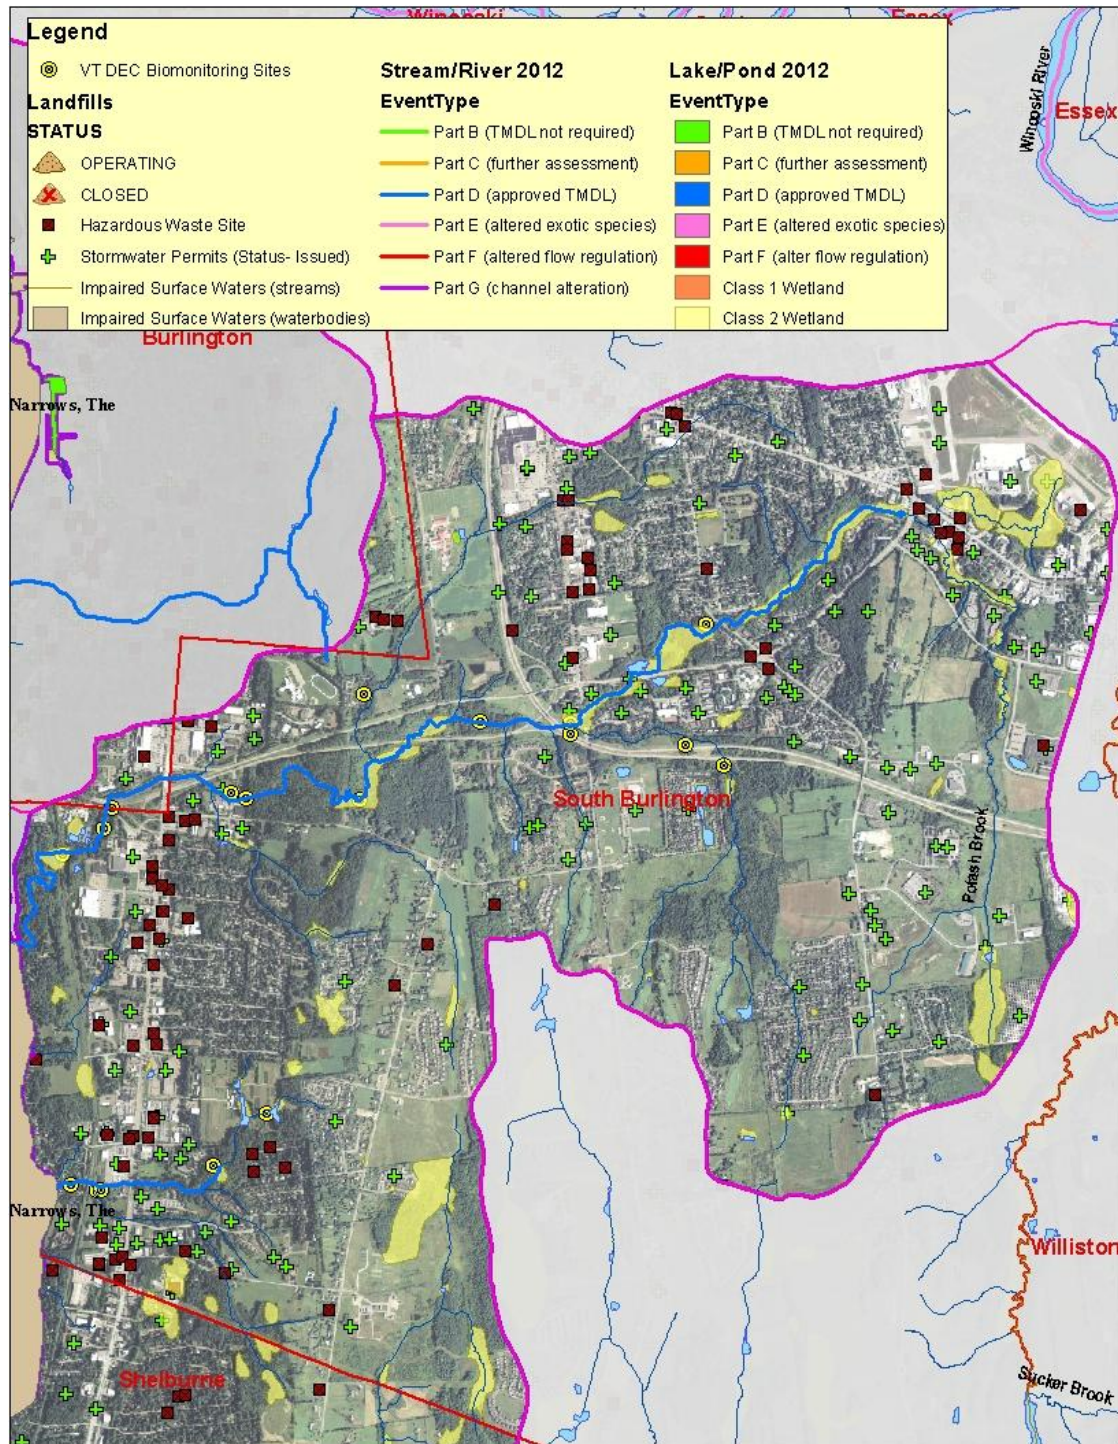 Winooski
Essex
Legend
VT DEC Biomonitoring Sites
Landfills
STATUS
OPERATING
CLOSED
Hazardous Waste Site
Stormwater Permits (Status- Issued)
Impaired Surface Waters (streams)
Impaired Surface Waters (waterbodies)
Stream/River 2012
EventType
Part B (TMDL not required)
Part C (further assessment)
Part D (approved TMDL)
Part E (altered exotic species)
Part F (altered flow regulation)
Part G (channel alteration)
Lake/Pond 2012
EventType
Part B (TMDL not required)
Part C (further assessment)
Part D (approved TMDL)
Part E (altered exotic species)
Part F (alter flow regulation)
Class 1 Wetland
Class 2 Wetland
Winooski River
Essex
Burlington
Narrows, The
South Burlington
Potash Brook
Narrows, The
Williston
Shelburne
Sucker Brook